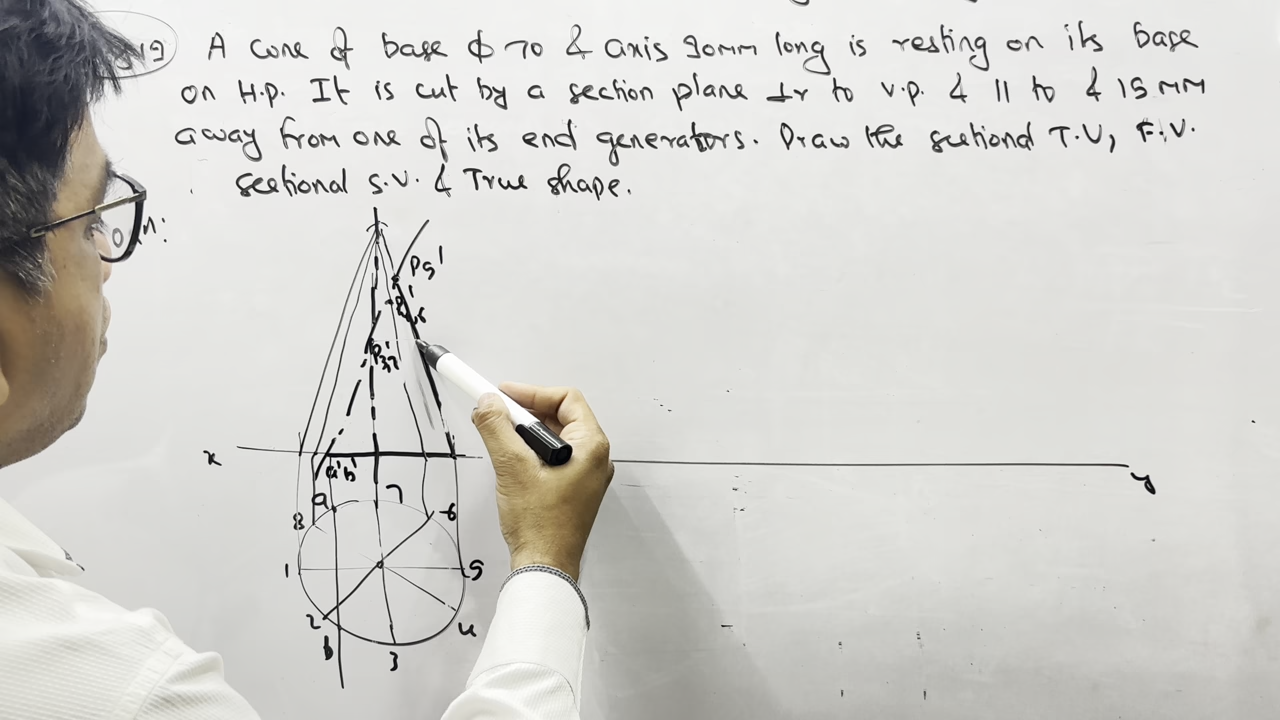 19) A cone of base ϕ 70 & axis 90MM long is resting on its base
on H.P. It is cut by a section plane ⊥r to V.P. & || to & 15 MM
away from one of its end generators. Draw the sectional T.V, F.V.
sectional S.V. & True shape.
n:
P5'
P3,7'
a'b'
x
y
a
7
8
6
1
5
2
4
b
3